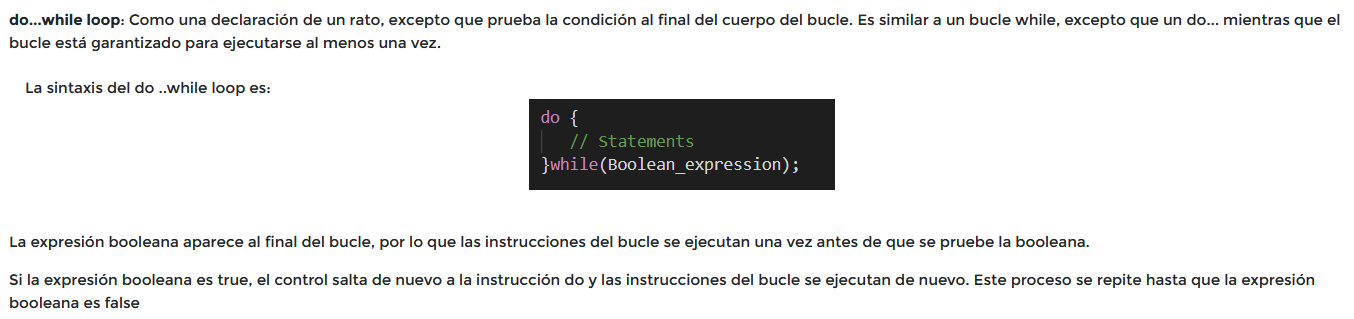 do...while loop: Como una declaración de un rato, excepto que prueba la condición al final del cuerpo del bucle. Es similar a un bucle while, excepto que un do... mientras que el
bucle está garantizado para ejecutarse al menos una vez.
La sintaxis del do ..while loop es:
do {
// Statements
}while(Boolean_expression);
La expresión booleana aparece al final del bucle, por lo que las instrucciones del bucle se ejecutan una vez antes de que se pruebe la booleana.
Si la expresión booleana es true, el control salta de nuevo a la instrucción do y las instrucciones del bucle se ejecutan de nuevo. Este proceso se repite hasta que la expresión
booleana es false